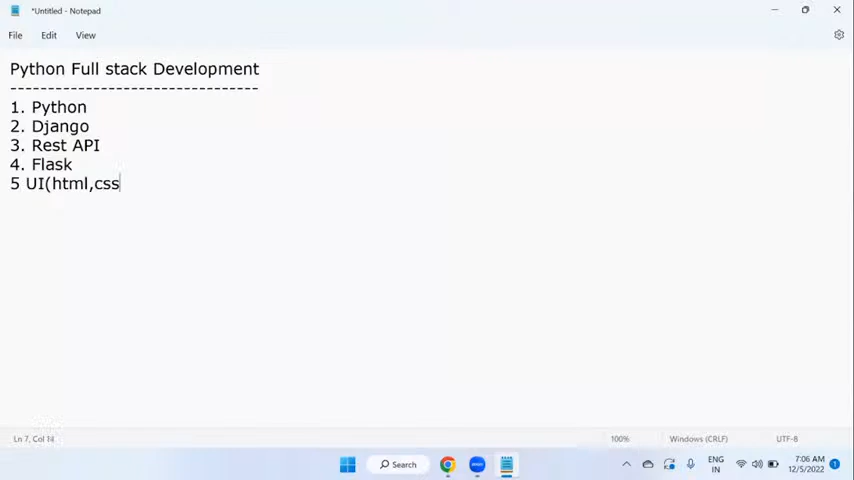 *Untitled - Notepad
File Edit View
Python Full stack Development
---------------------------------
1. Python
2. Django
3. Rest API
4. Flask
5 UI(html,css
Ln 7, Col 14 100% Windows (CRLF) UTF-8
Search zoom ENG IN 7:06 AM 12/5/2022 1